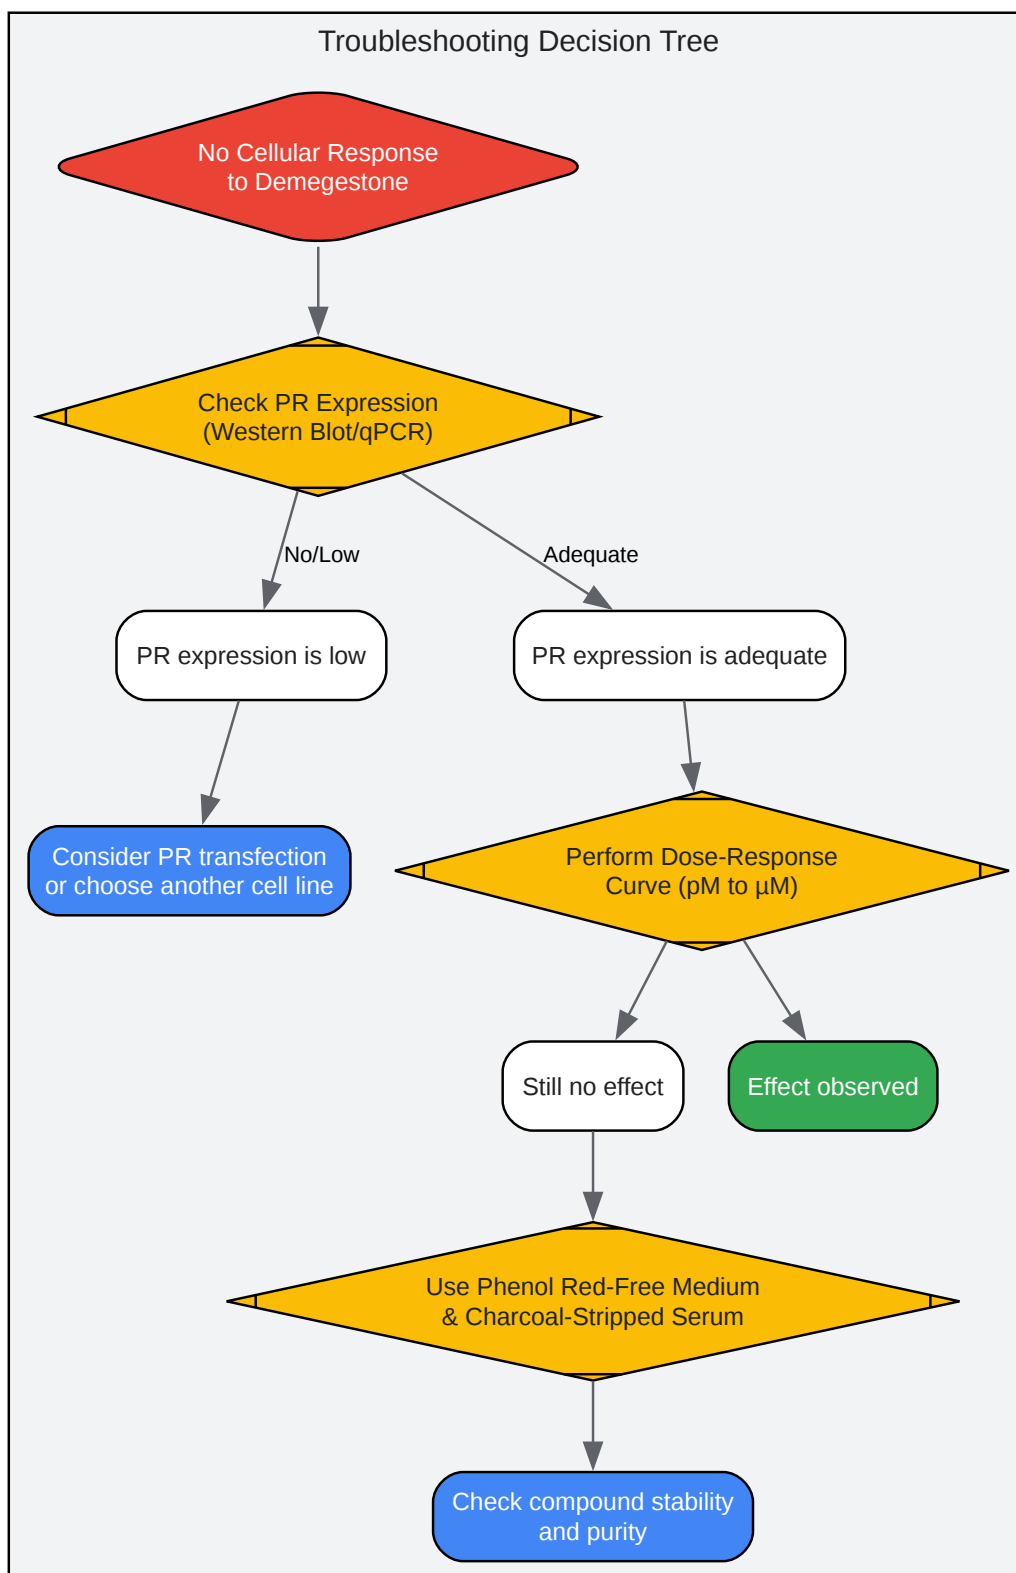 Troubleshooting Decision Tree
No Cellular Response
to Demegestone
Check PR Expression
(Western Blot/qPCR)
No/Low
Adequate
PR expression is low
PR expression is adequate
Consider PR transfection
or choose another cell line
Perform Dose-Response
Curve (pM to µM)
Still no effect
Effect observed
Use Phenol Red-Free Medium
& Charcoal-Stripped Serum
Check compound stability
and purity